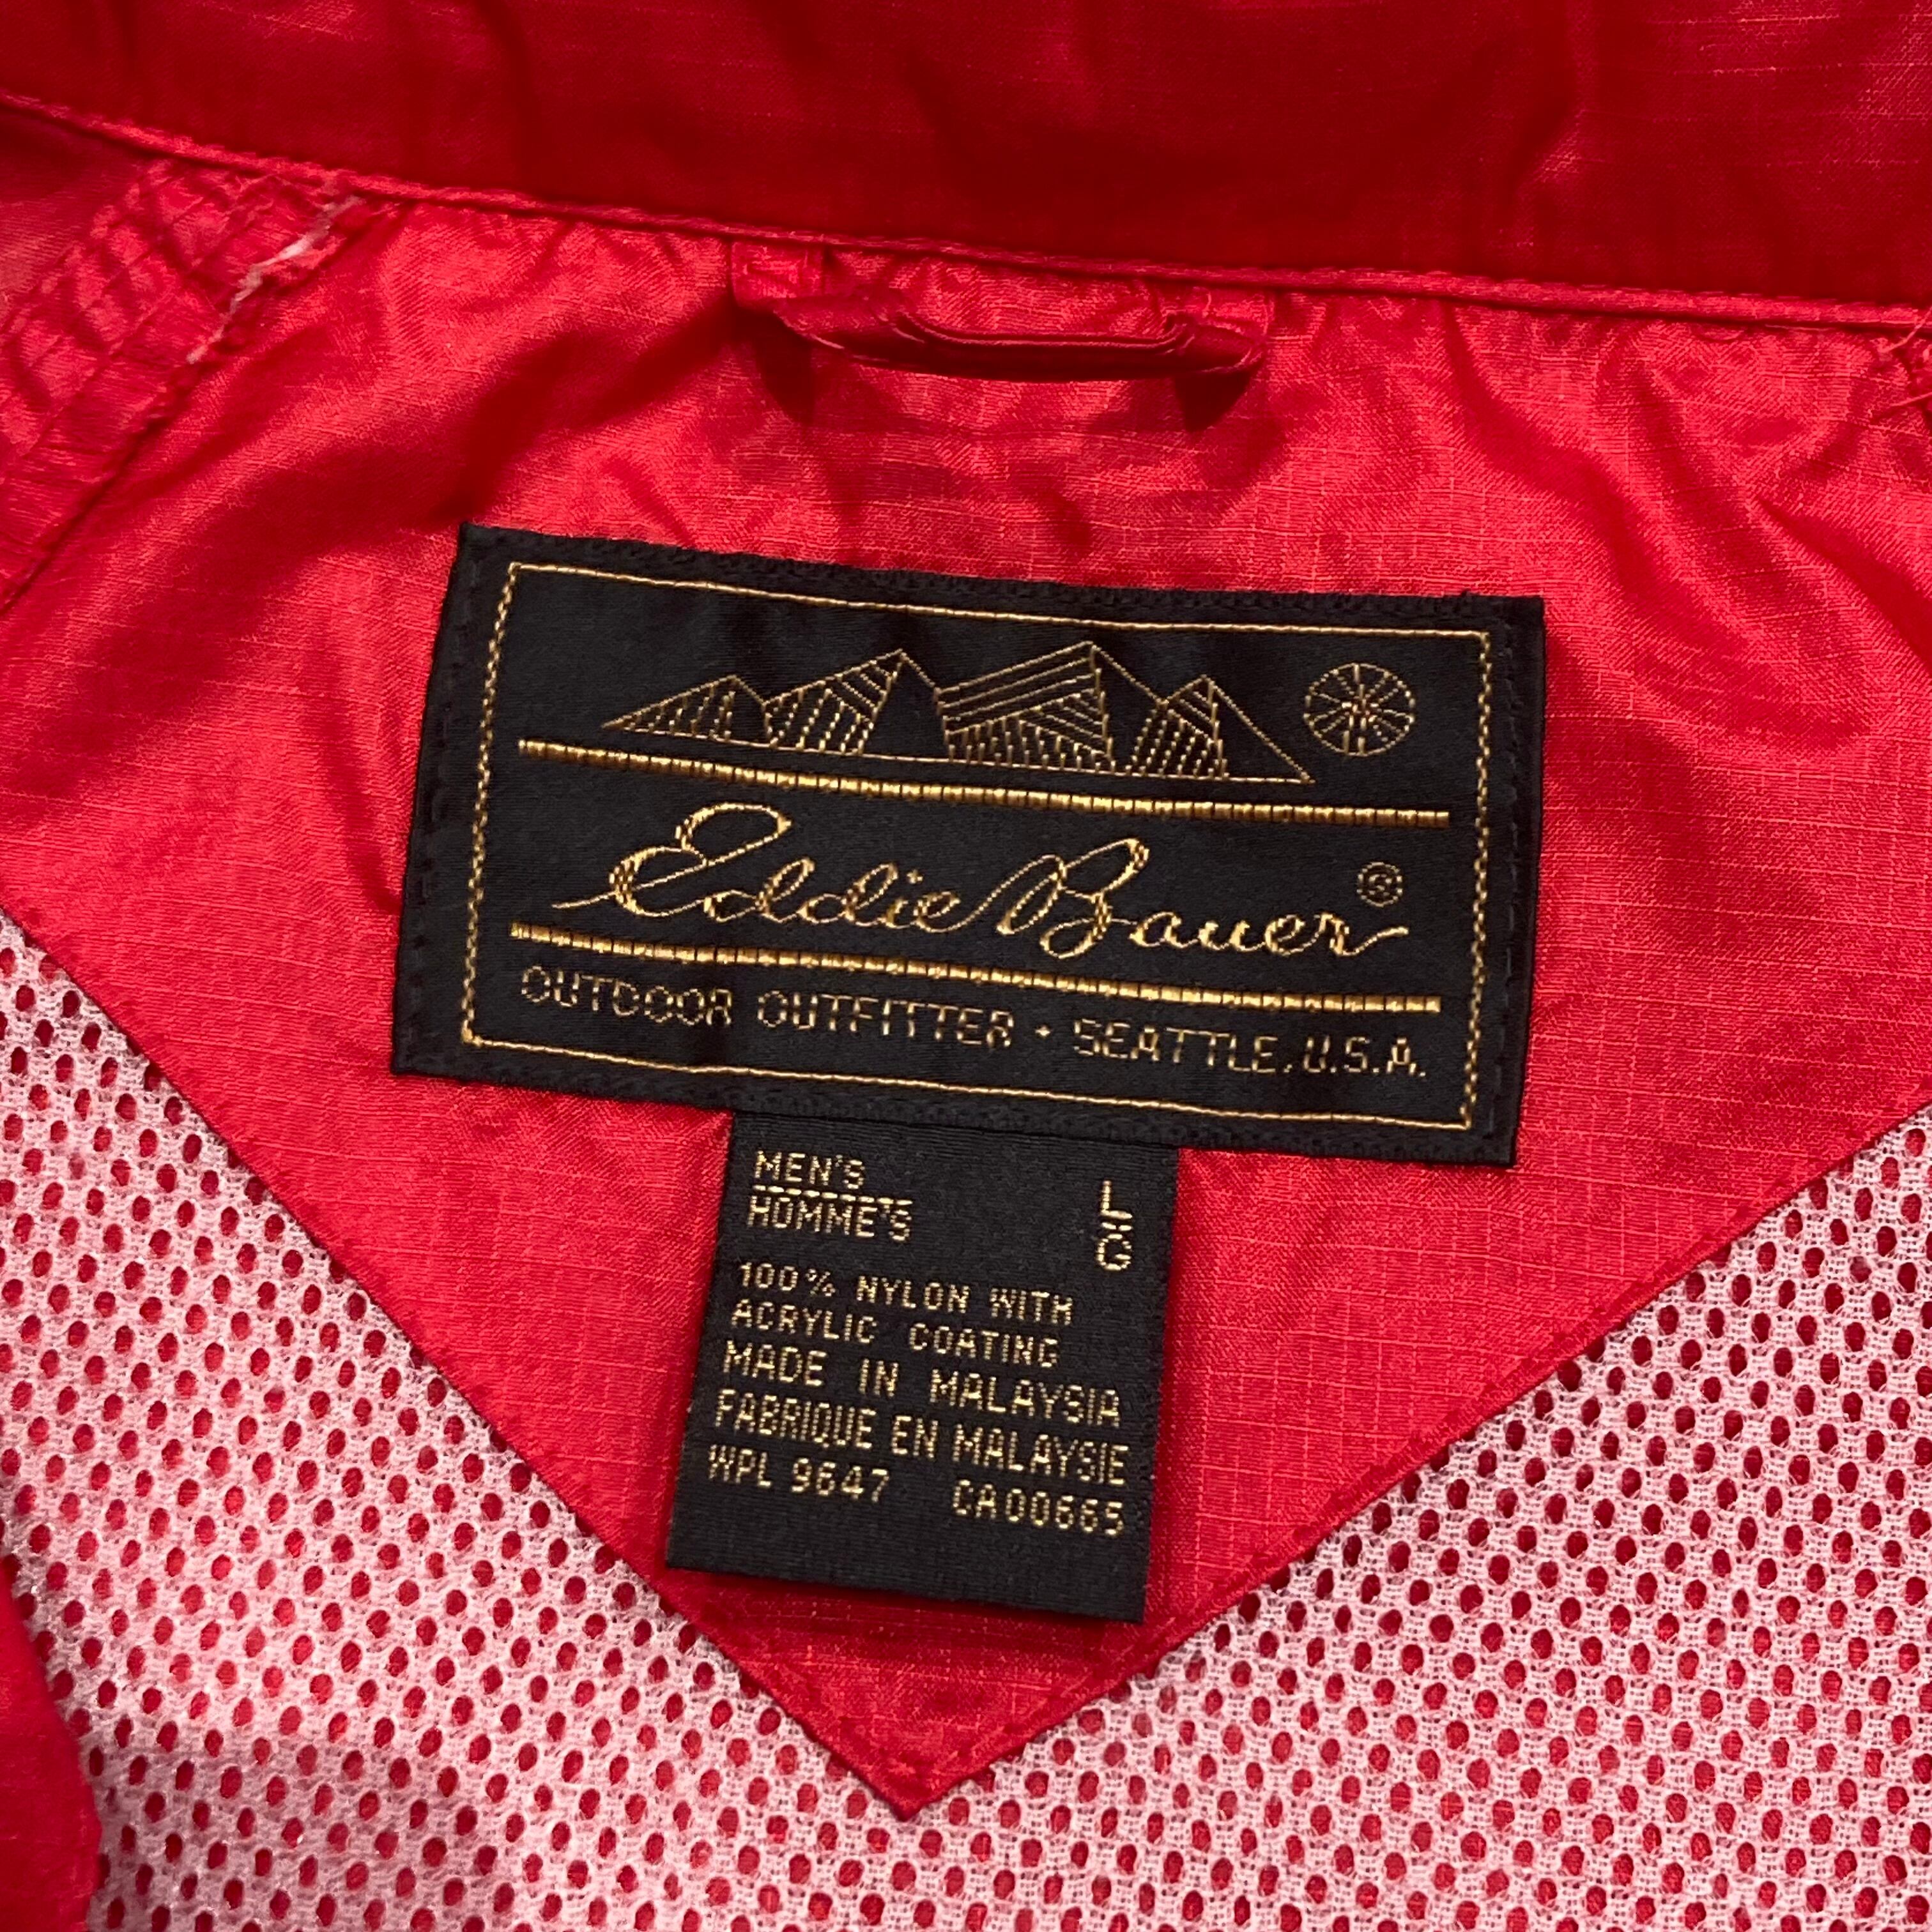 Eddie Bauer®
OUTDOOR OUTFITTER • SEATTLE, U.S.A.
MEN'S L
HOMME'S G
100% NYLON WITH
ACRYLIC COATING
MADE IN MALAYSIA
FABRIQUE EN MALAYSIE
WPL 9647 CA00665